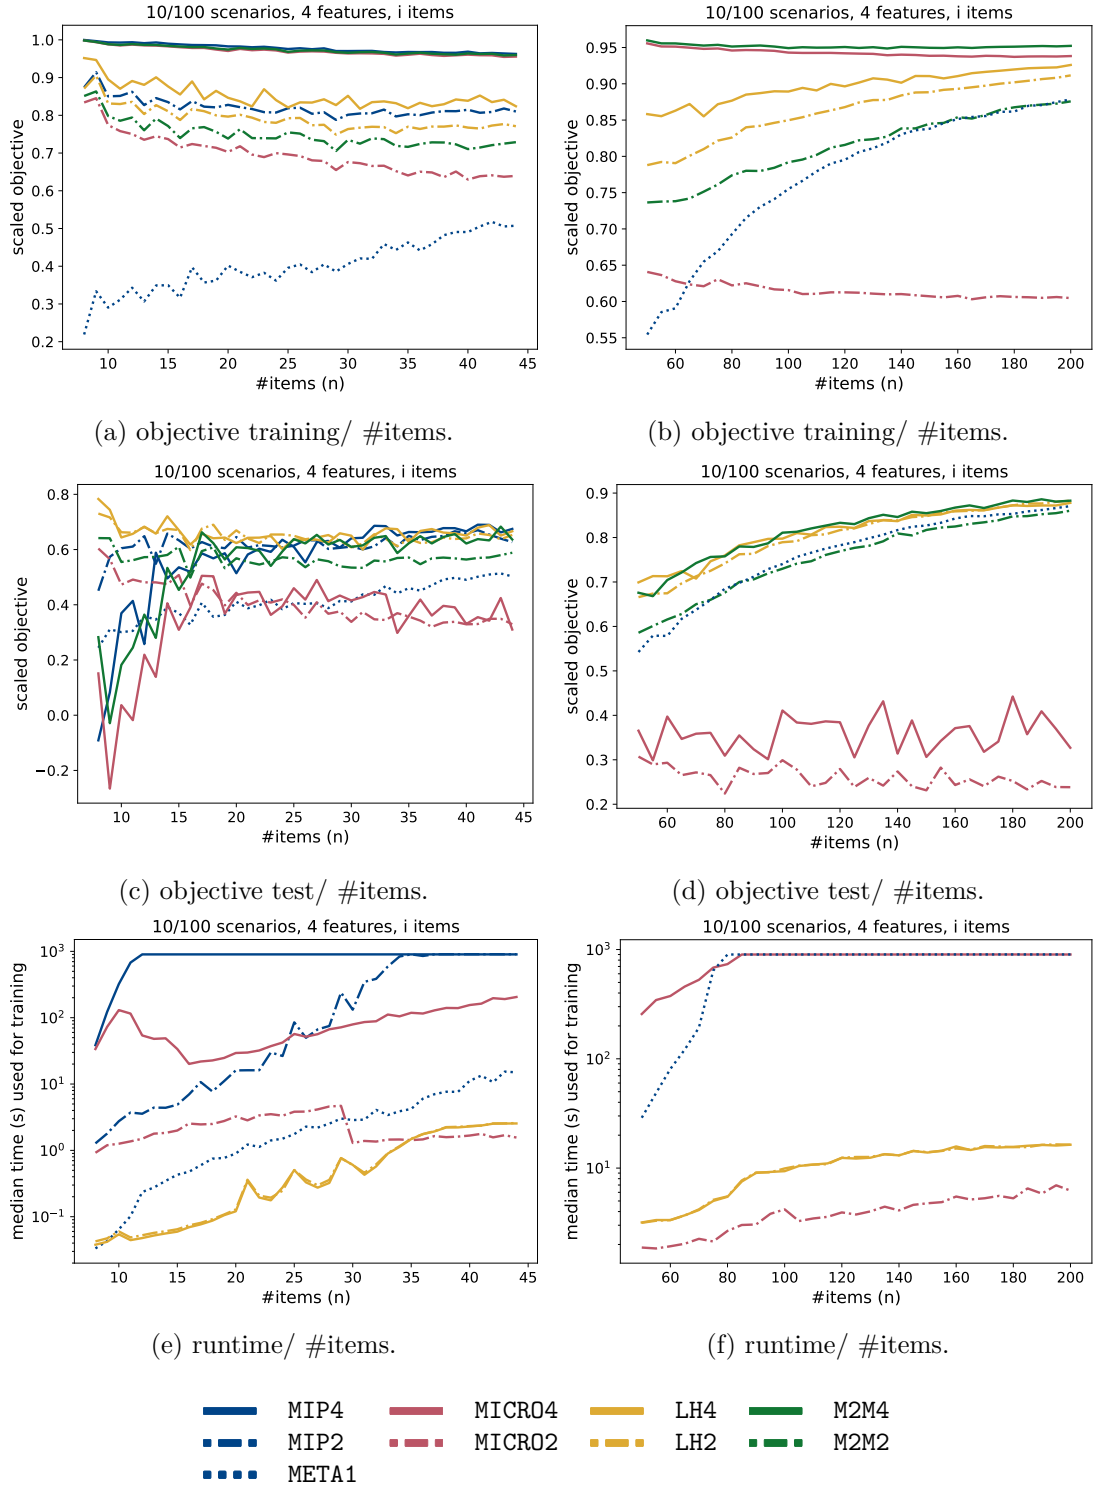 10/100 scenarios, 4 features, i items
10/100 scenarios, 4 features, i items
scaled objective
1.0
0.9
0.8
0.7
0.6
0.5
0.4
0.3
0.2
10 15 20 25 30 35 40 45
#items (n)
scaled objective
0.95
0.90
0.85
0.80
0.75
0.70
0.65
0.60
0.55
60 80 100 120 140 160 180 200
#items (n)
(a) objective training/ #items.
(b) objective training/ #items.
10/100 scenarios, 4 features, i items
10/100 scenarios, 4 features, i items
scaled objective
0.8
0.6
0.4
0.2
0.0
−0.2
10 15 20 25 30 35 40 45
#items (n)
scaled objective
0.9
0.8
0.7
0.6
0.5
0.4
0.3
0.2
60 80 100 120 140 160 180 200
#items (n)
(c) objective test/ #items.
(d) objective test/ #items.
10/100 scenarios, 4 features, i items
10/100 scenarios, 4 features, i items
median time (s) used for training
10³
10²
10¹
10⁰
10⁻¹
10 15 20 25 30 35 40 45
#items (n)
median time (s) used for training
10³
10²
10¹
60 80 100 120 140 160 180 200
#items (n)
(e) runtime/ #items.
(f) runtime/ #items.
MIP4 MICRO4 LH4 M2M4
MIP2 MICRO2 LH2 M2M2
META1